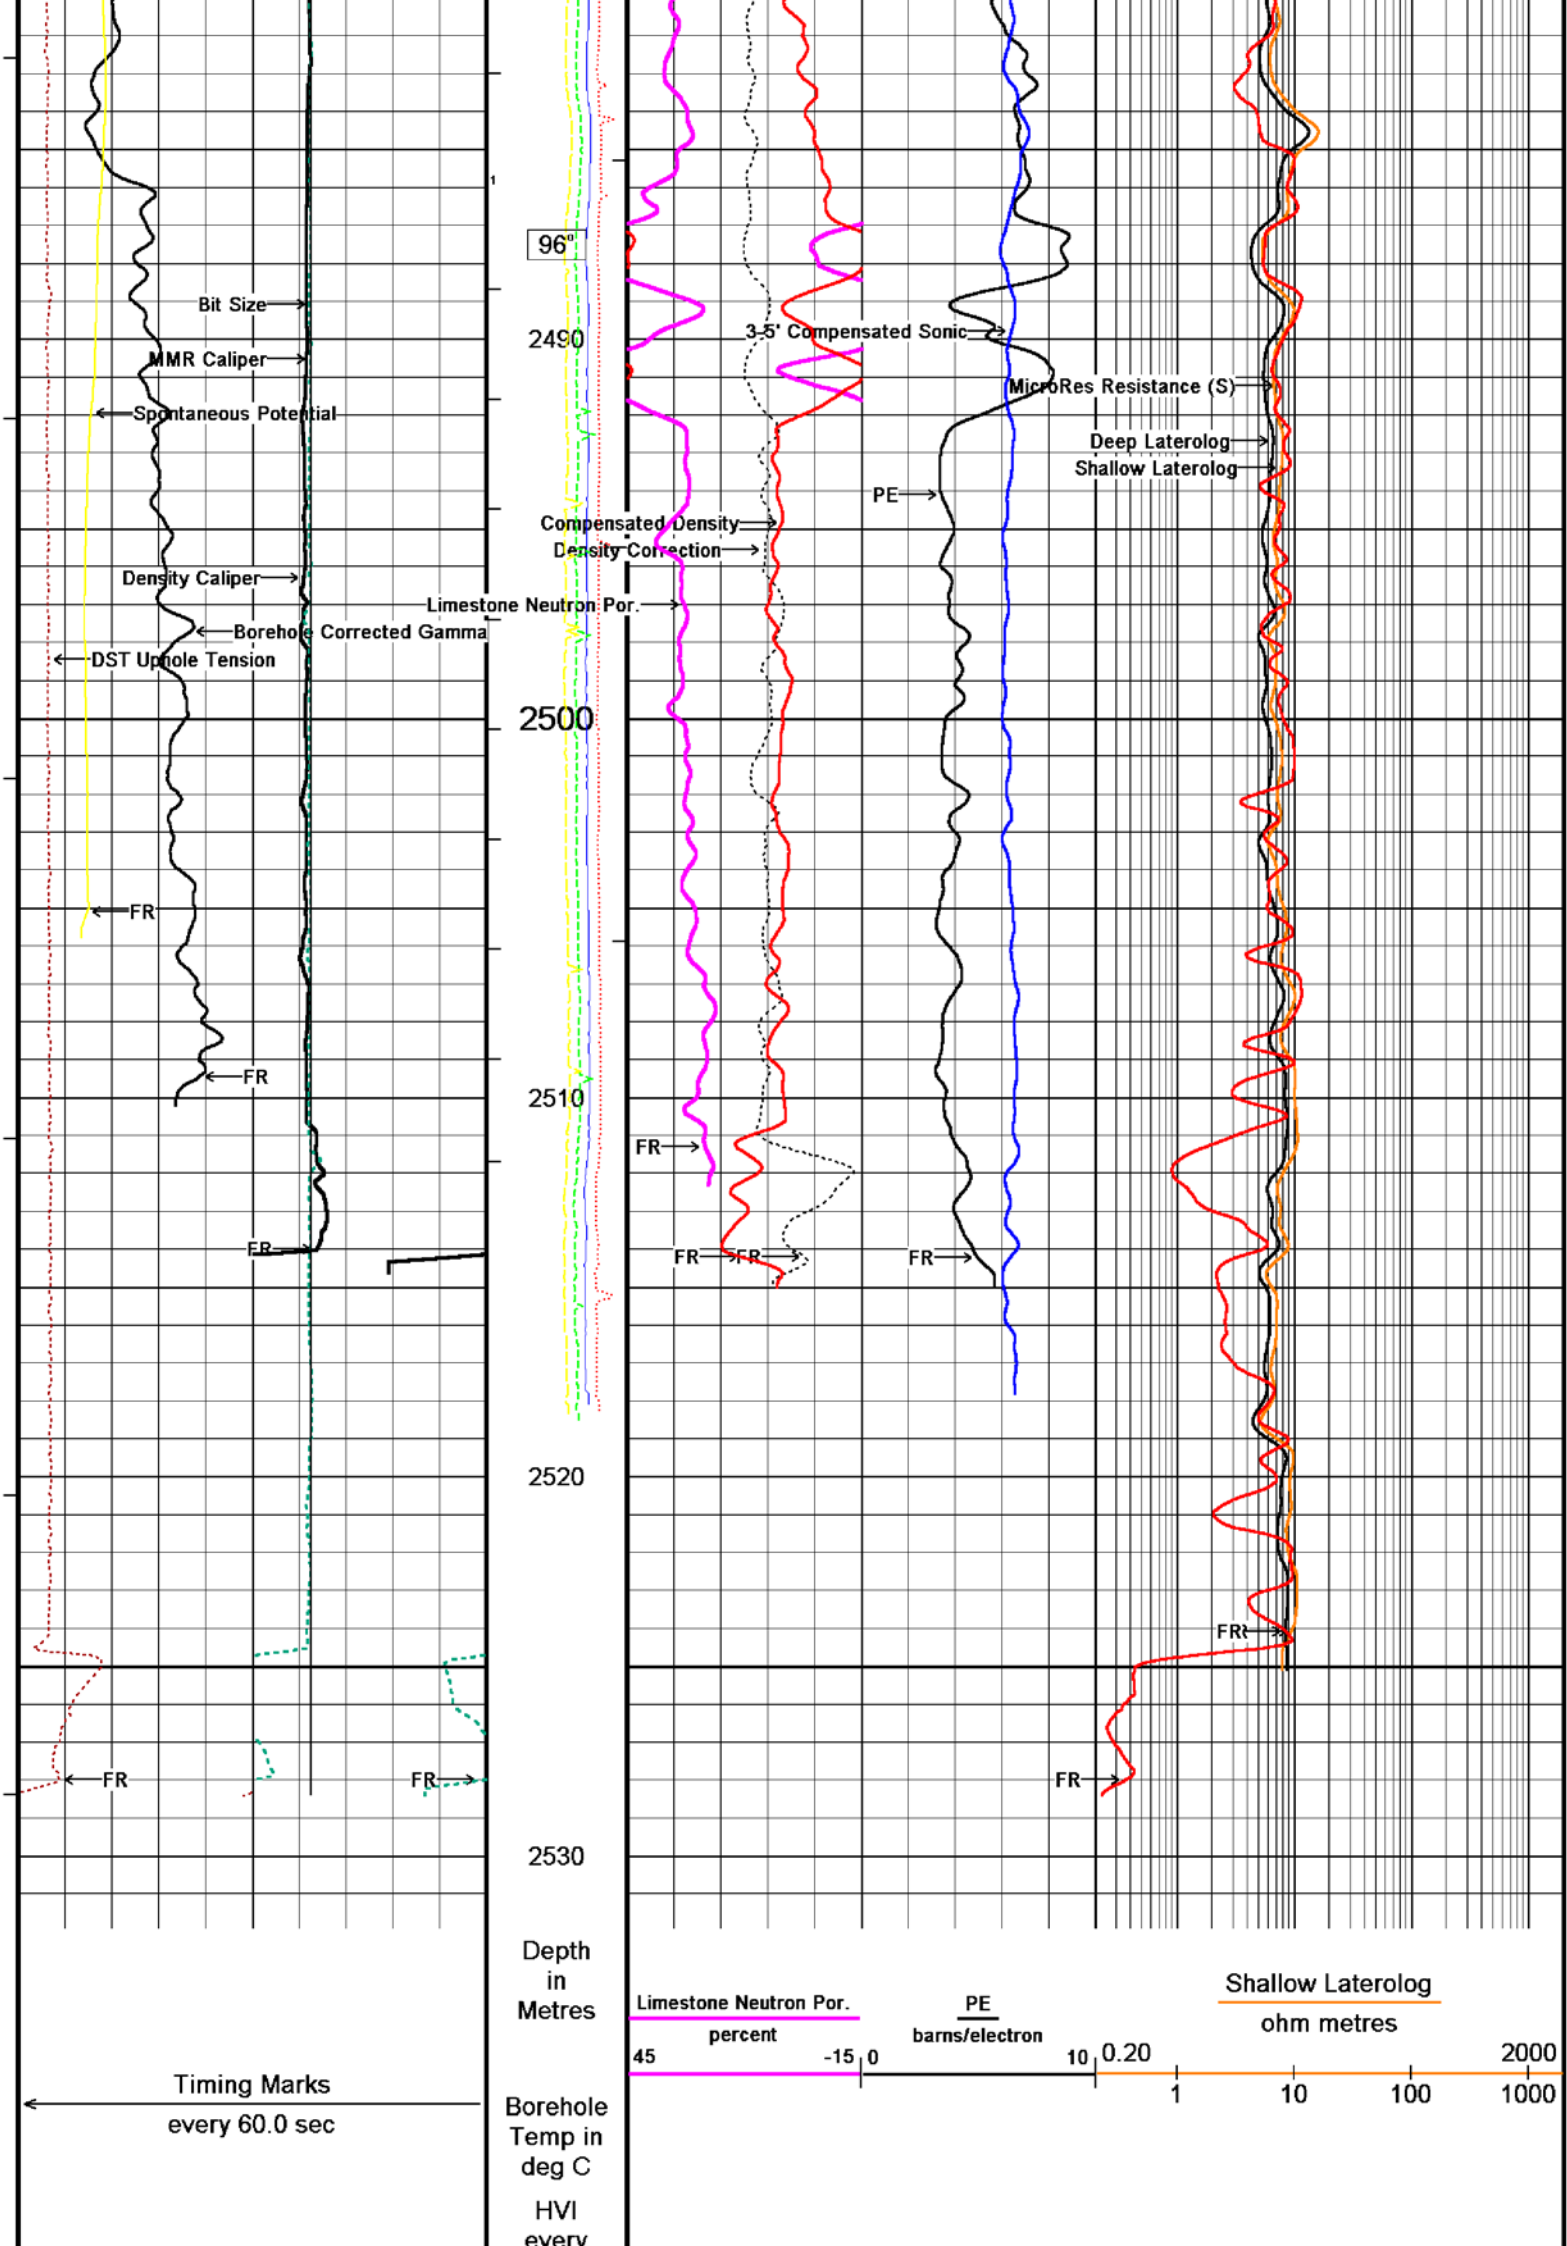 1
96°
Bit Size
3-5' Compensated Sonic
2490
MMR Caliper
MicroRes Resistance (S)
Spontaneous Potential
Deep Laterolog
Shallow Laterolog
PE
Compensated Density
Density Correction
Density Caliper
Limestone Neutron Por.
Borehole Corrected Gamma
DST Uphole Tension
2500
FR
FR
2510
FR
FR
FR
FR
FR
2520
FR
FR
FR
FR
2530
Depth
in
Metres
Limestone Neutron Por.
percent
45 -15
PE
barns/electron
0 10
Shallow Laterolog
ohm metres
0.20 2000
1 10 100 1000
Timing Marks
every 60.0 sec
Borehole
Temp in
deg C
HVI
every